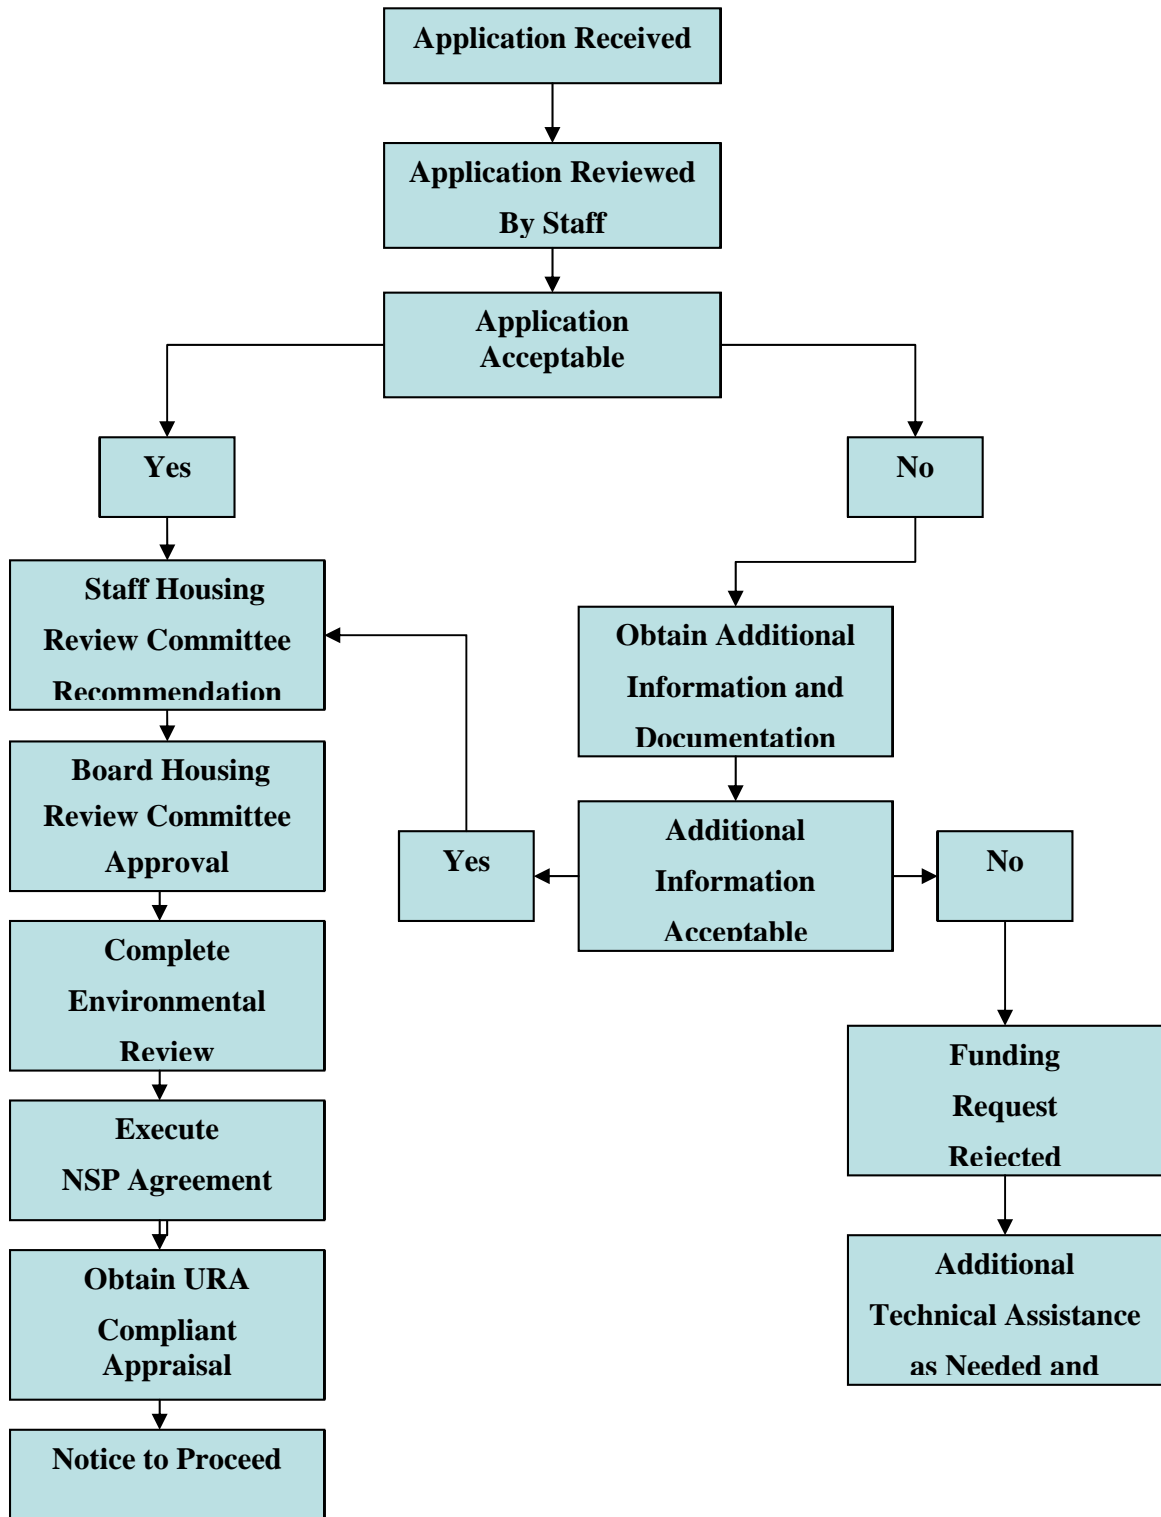 Application Received
Application Reviewed
By Staff
Application
Acceptable
Yes
No
Staff Housing
Review Committee
Recommendation
Obtain Additional
Information and
Documentation
Board Housing
Review Committee
Approval
Additional
Information
Acceptable
Yes
No
Complete
Environmental
Review
Funding
Request
Rejected
Execute
NSP Agreement
Additional
Technical Assistance
as Needed and
Obtain URA
Compliant
Appraisal
Notice to Proceed